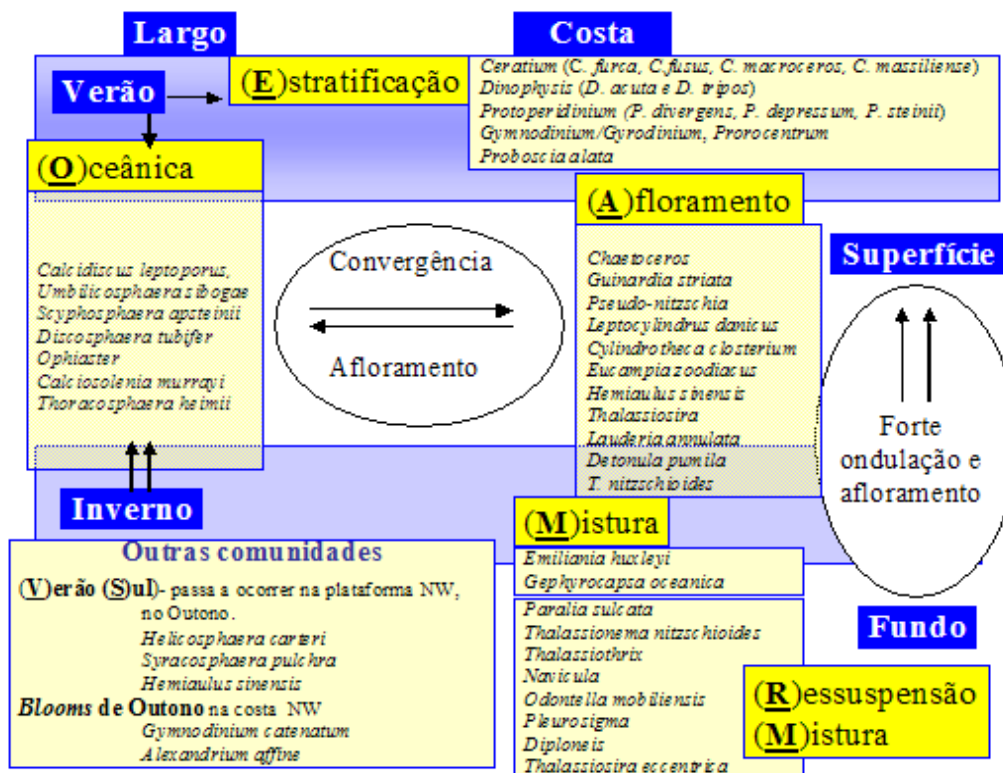 Largo
Costa
Verão
(E)stratificação
Ceratium (C. furca, C.fusus, C. macroceros, C. massiliense)
Dinophysis (D. acuta e D. tripos)
Protoperidinium (P. divergens, P. depressum, P. steinii)
Gymnodinium/Gyrodinium, Prorocentrum
Proboscia alata
(O)ceânica
Calcidiscus leptoporus,
Umbilicosphaera sibogae
Scyphosphaera apsteinii
Discosphaera tubifer
Ophiaster
Calciosolenia murrayi
Thoracosphaera heimii
Convergência
Afloramento
(A)floramento
Chaetoceros
Guinardia striata
Pseudo-nitzschia
Leptocylindrus danicus
Cylindrotheca closterium
Eucampia zoodiacus
Hemiaulus sinensis
Thalassiosira
Lauderia annulata
Detonula pumila
T. nitzschioides
Superfície
Forte
ondulação e
afloramento
Fundo
Inverno
Outras comunidades
(V)erão (S)ul)- passa a ocorrer na plataforma NW,
no Outono.
Helicosphaera carteri
Syracosphaera pulchra
Hemiaulus sinensis
Blooms de Outono na costa NW
Gymnodinium catenatum
Alexandrium affine
(M)istura
Emiliania huxleyi
Gephyrocapsa oceanica
Paralia sulcata
Thalassionema nitzschioides
Thalassiothrix
Navicula
Odontella mobiliensis
Pleurosigma
Diploneis
Thalassiosira eccentrica
(R)essuspensão
(M)istura